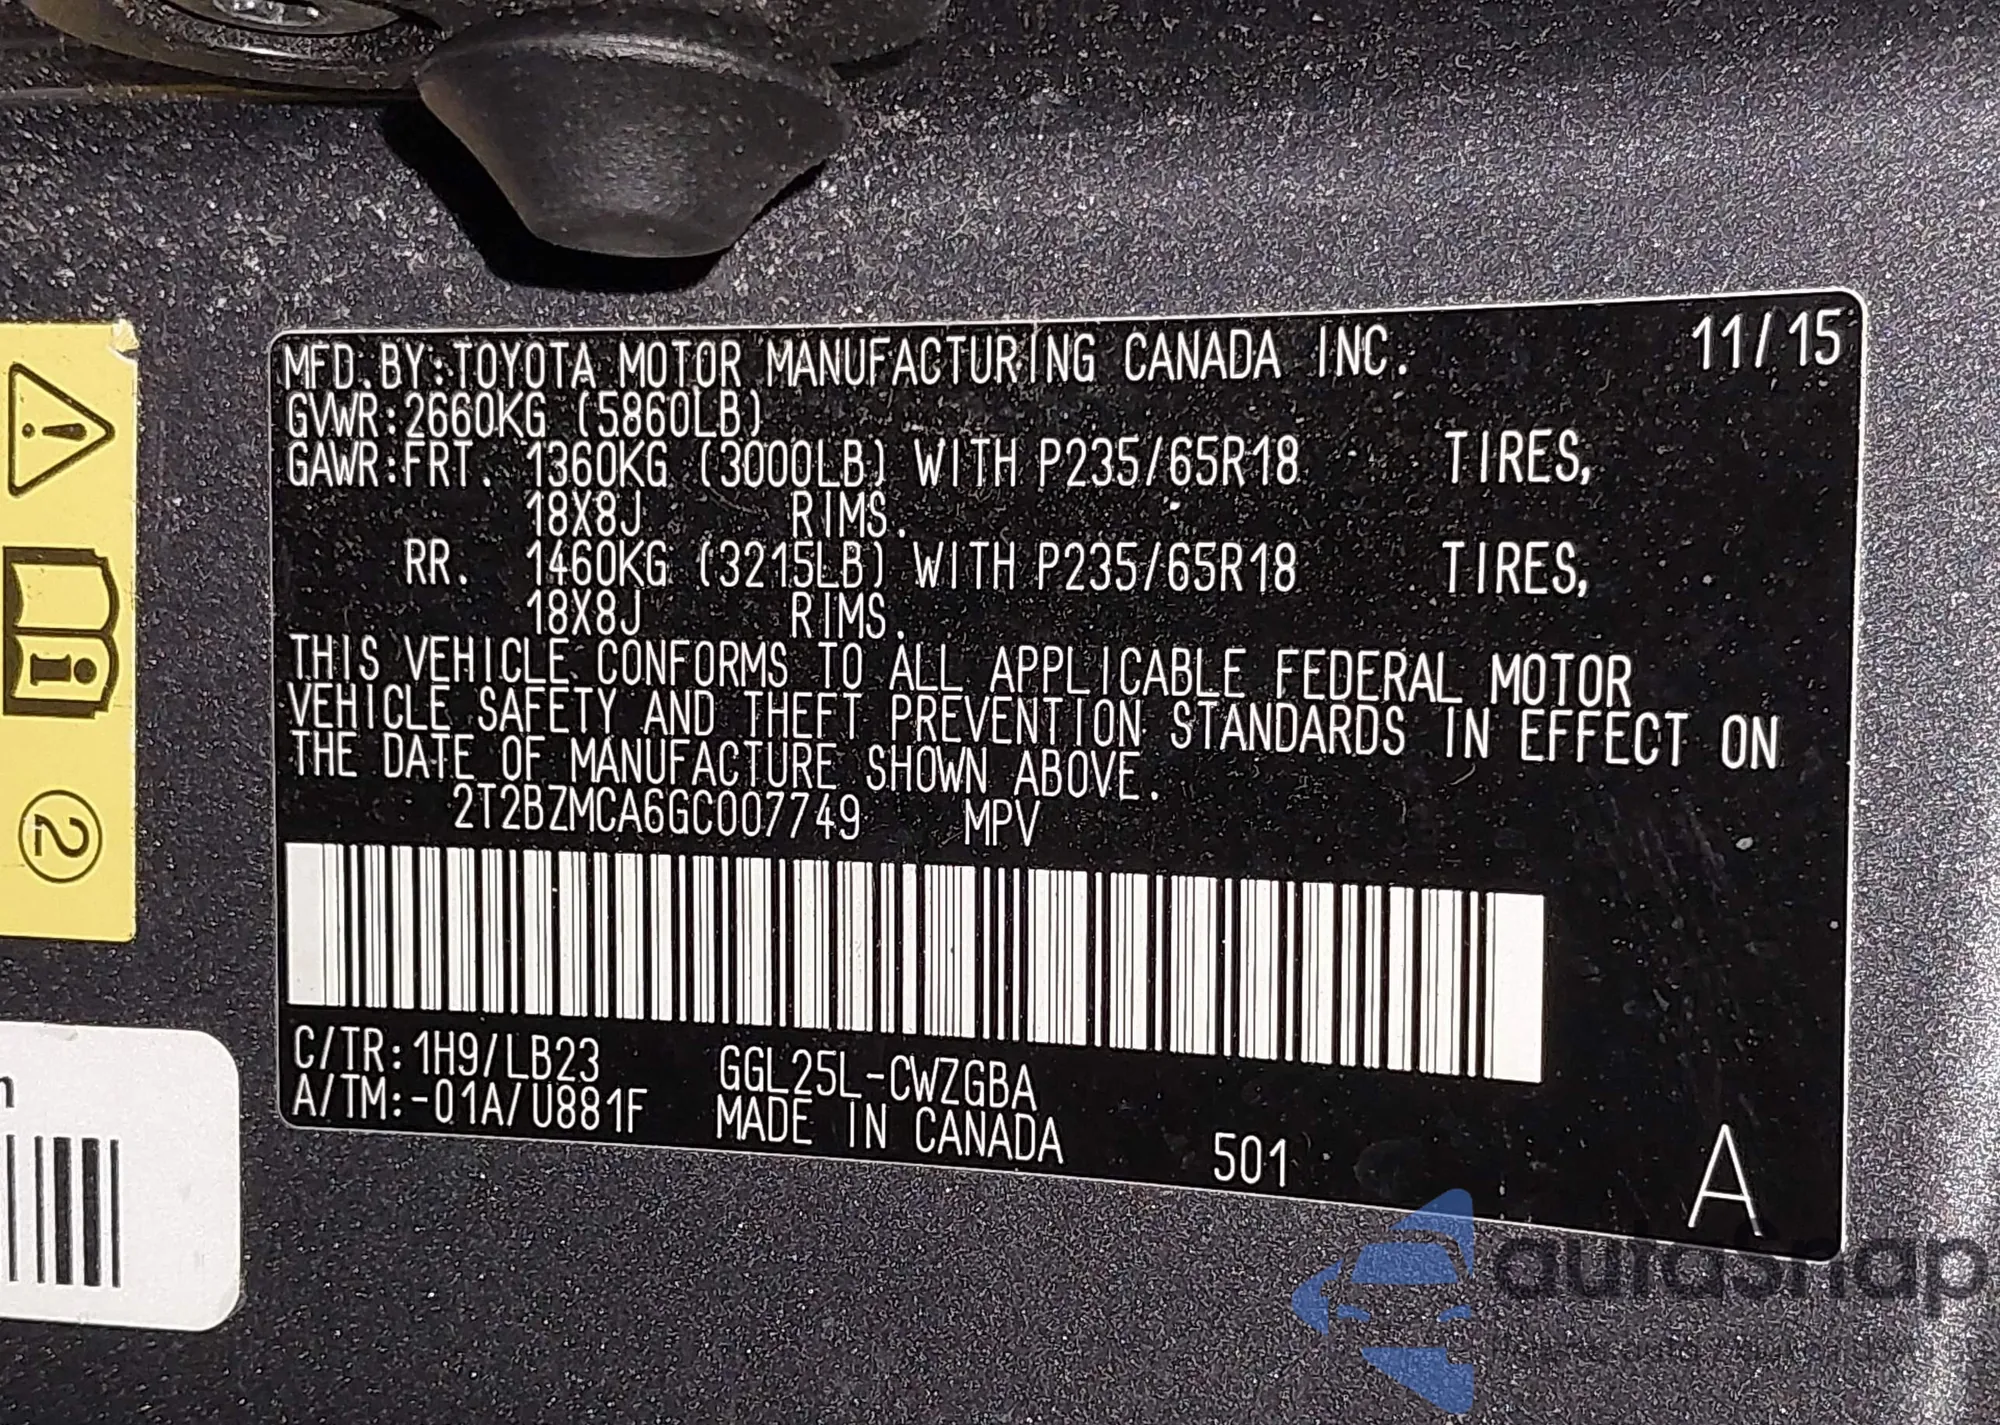 MFD. BY:TOYOTA MOTOR MANUFACTURING CANADA INC. 11/15
GVWR:2660KG (5860LB)
GAWR:FRT. 1360KG (3000LB) WITH P235/65R18 TIRES,
18X8J RIMS.
RR. 1460KG (3215LB) WITH P235/65R18 TIRES,
18X8J RIMS.
THIS VEHICLE CONFORMS TO ALL APPLICABLE FEDERAL MOTOR
VEHICLE SAFETY AND THEFT PREVENTION STANDARDS IN EFFECT ON
THE DATE OF MANUFACTURE SHOWN ABOVE.
2T2BZMCA6GC007749 MPV
C/TR:1H9/LB23 GGL25L-CWZGBA
A/TM:-01A/U881F MADE IN CANADA 501 A
2
autosnap